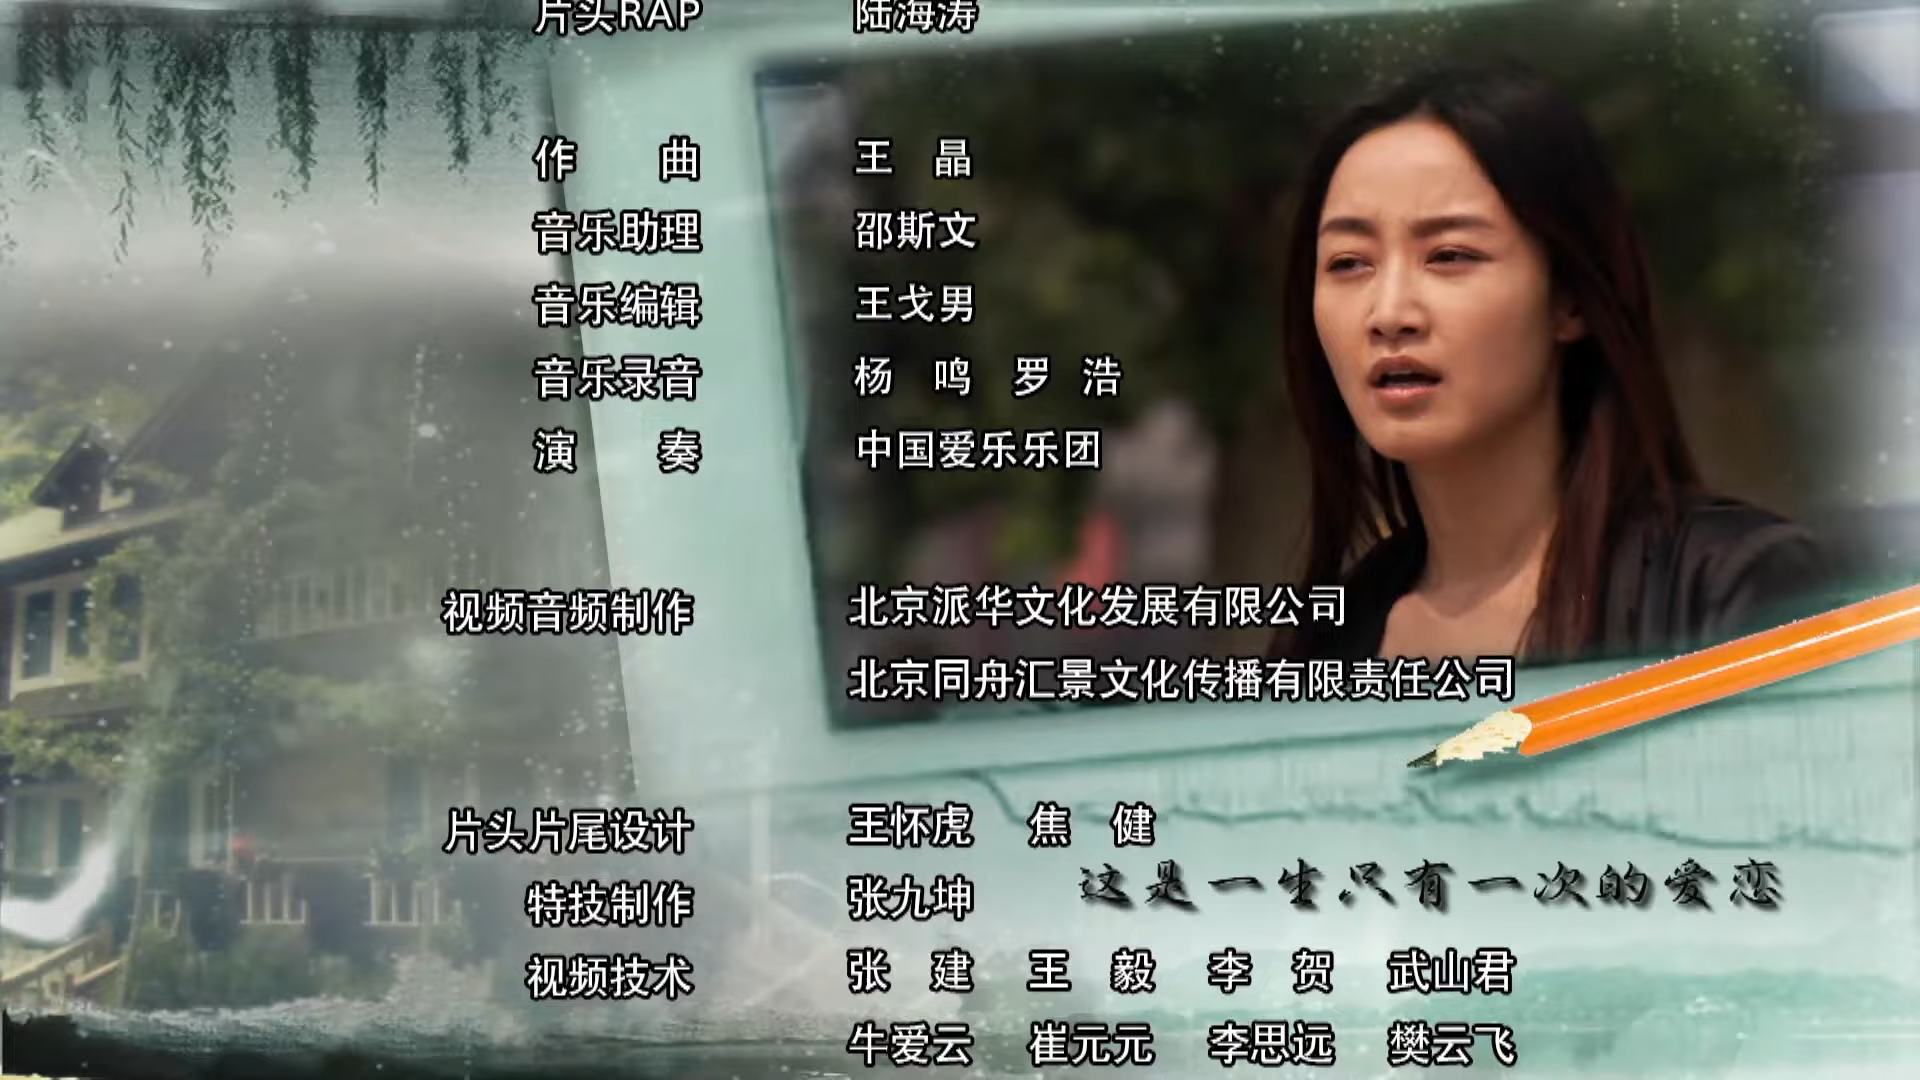 片头RAP 陆海涛
作曲 王晶
音乐助理 邵斯文
音乐编辑 王戈男
音乐录音 杨鸣 罗浩
演奏 中国爱乐乐团
视频音频制作 北京派华文化发展有限公司
北京同舟汇景文化传播有限责任公司
片头片尾设计 王怀虎 焦健
特技制作 张九坤
这是一生只有一次的爱恋
视频技术 张建 王毅 李贺 武山君
牛爱云 崔元元 李思远 樊云飞